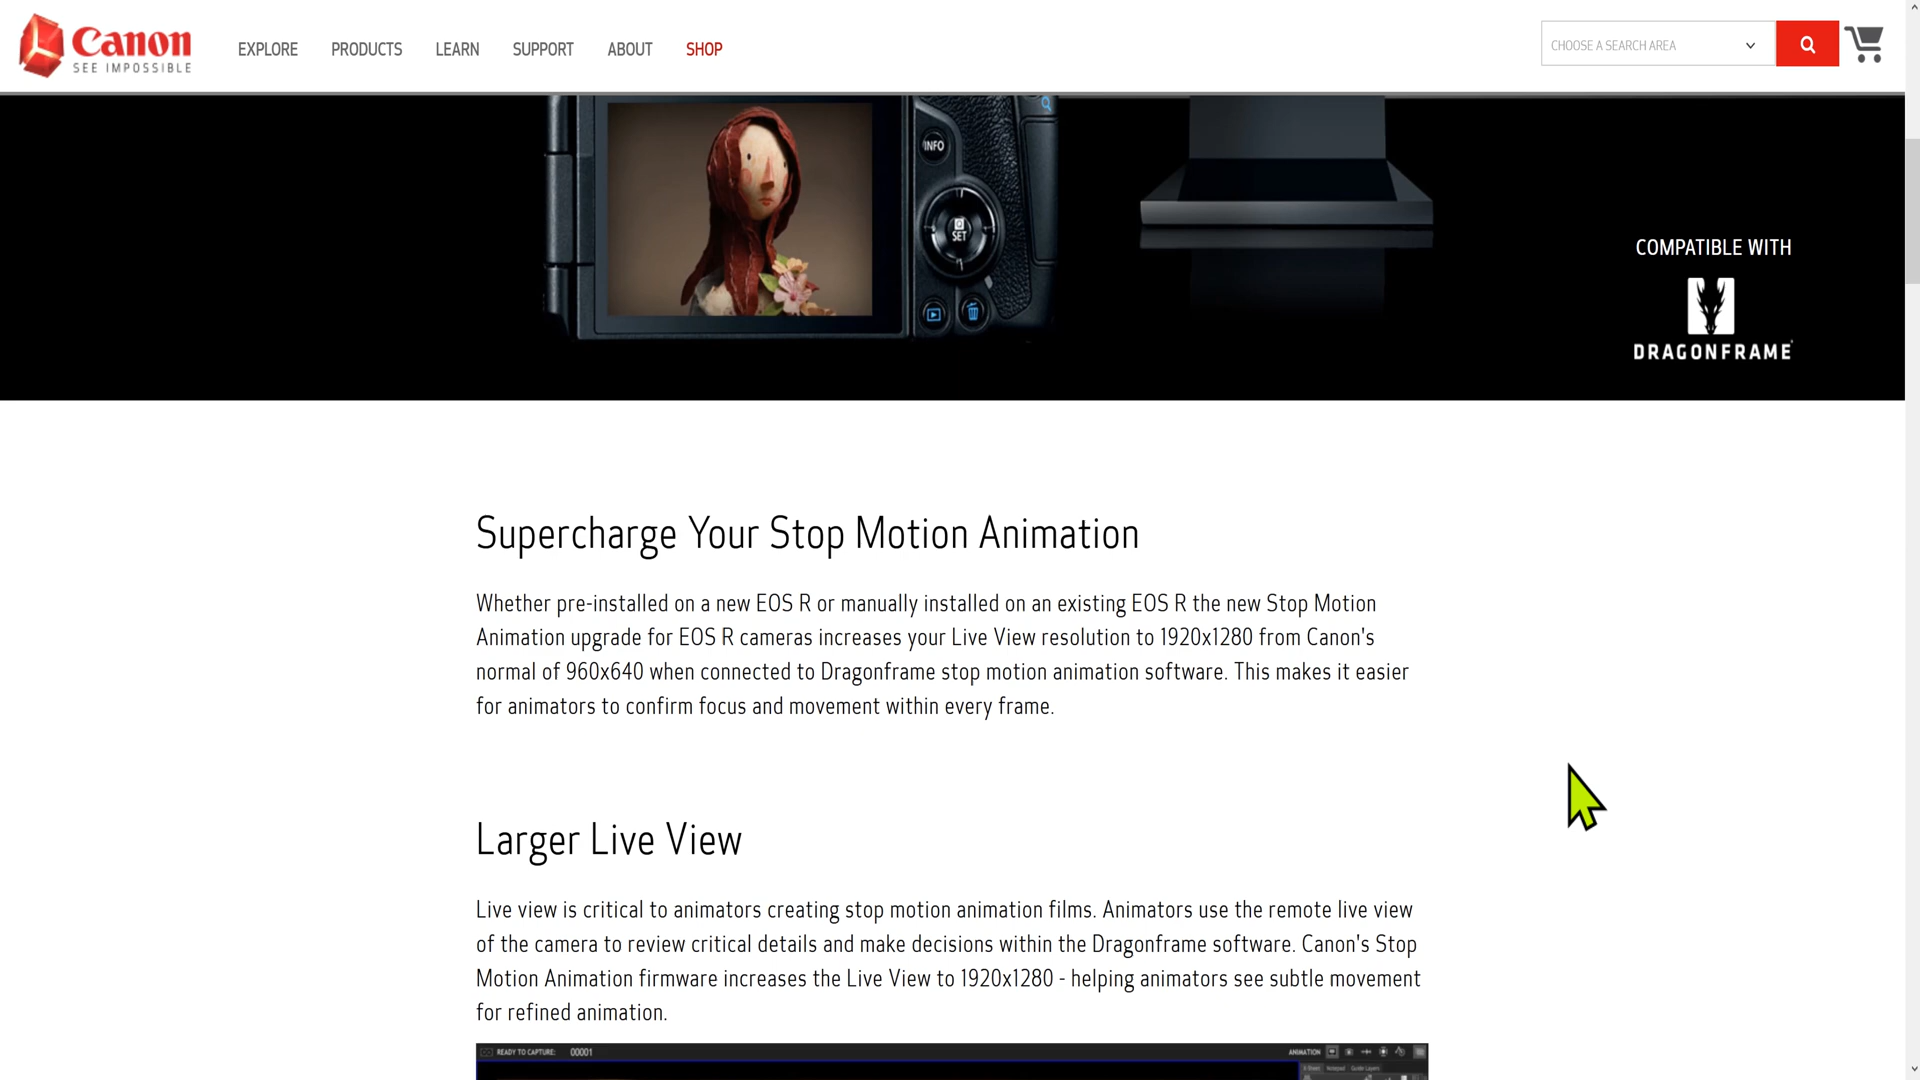 Canon
SEE IMPOSSIBLE
EXPLORE PRODUCTS LEARN SUPPORT ABOUT SHOP
CHOOSE A SEARCH AREA
INFO
SET
COMPATIBLE WITH
DRAGONFRAME
Supercharge Your Stop Motion Animation
Whether pre-installed on a new EOS R or manually installed on an existing EOS R the new Stop Motion
Animation upgrade for EOS R cameras increases your Live View resolution to 1920x1280 from Canon's
normal of 960x640 when connected to Dragonframe stop motion animation software. This makes it easier
for animators to confirm focus and movement within every frame.
Larger Live View
Live view is critical to animators creating stop motion animation films. Animators use the remote live view
of the camera to review critical details and make decisions within the Dragonframe software. Canon's Stop
Motion Animation firmware increases the Live View to 1920x1280 - helping animators see subtle movement
for refined animation.
READY TO CAPTURE: 00001 ANIMATION
X-Sheet Notepad Guide Layers